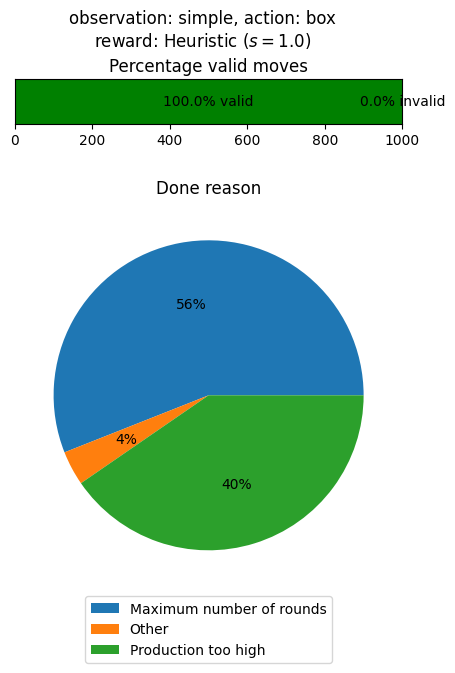 observation: simple, action: box
reward: Heuristic (s = 1.0)
Percentage valid moves
100.0% valid
0.0% invalid
0 200 400 600 800 1000
Done reason
56%
4%
40%
Maximum number of rounds
Other
Production too high